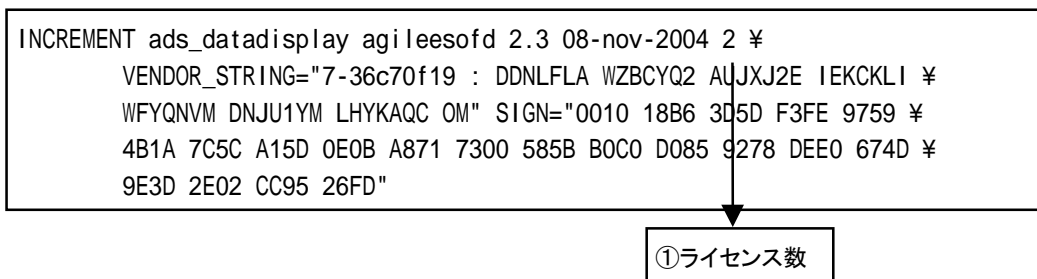 INCREMENT ads_datadisplay agileesofd 2.3 08-nov-2004 2 ¥
VENDOR_STRING="7-36c70f19 : DDNLFLA WZBCYQ2 AUJXJ2E IEKCKLI ¥
WFYQNVM DNJU1YM LHYKAQC OM" SIGN="0010 18B6 3D5D F3FE 9759 ¥
4B1A 7C5C A15D 0E0B A871 7300 585B B0C0 D085 9278 DEE0 674D ¥
9E3D 2E02 CC95 26FD"
①ライセンス数